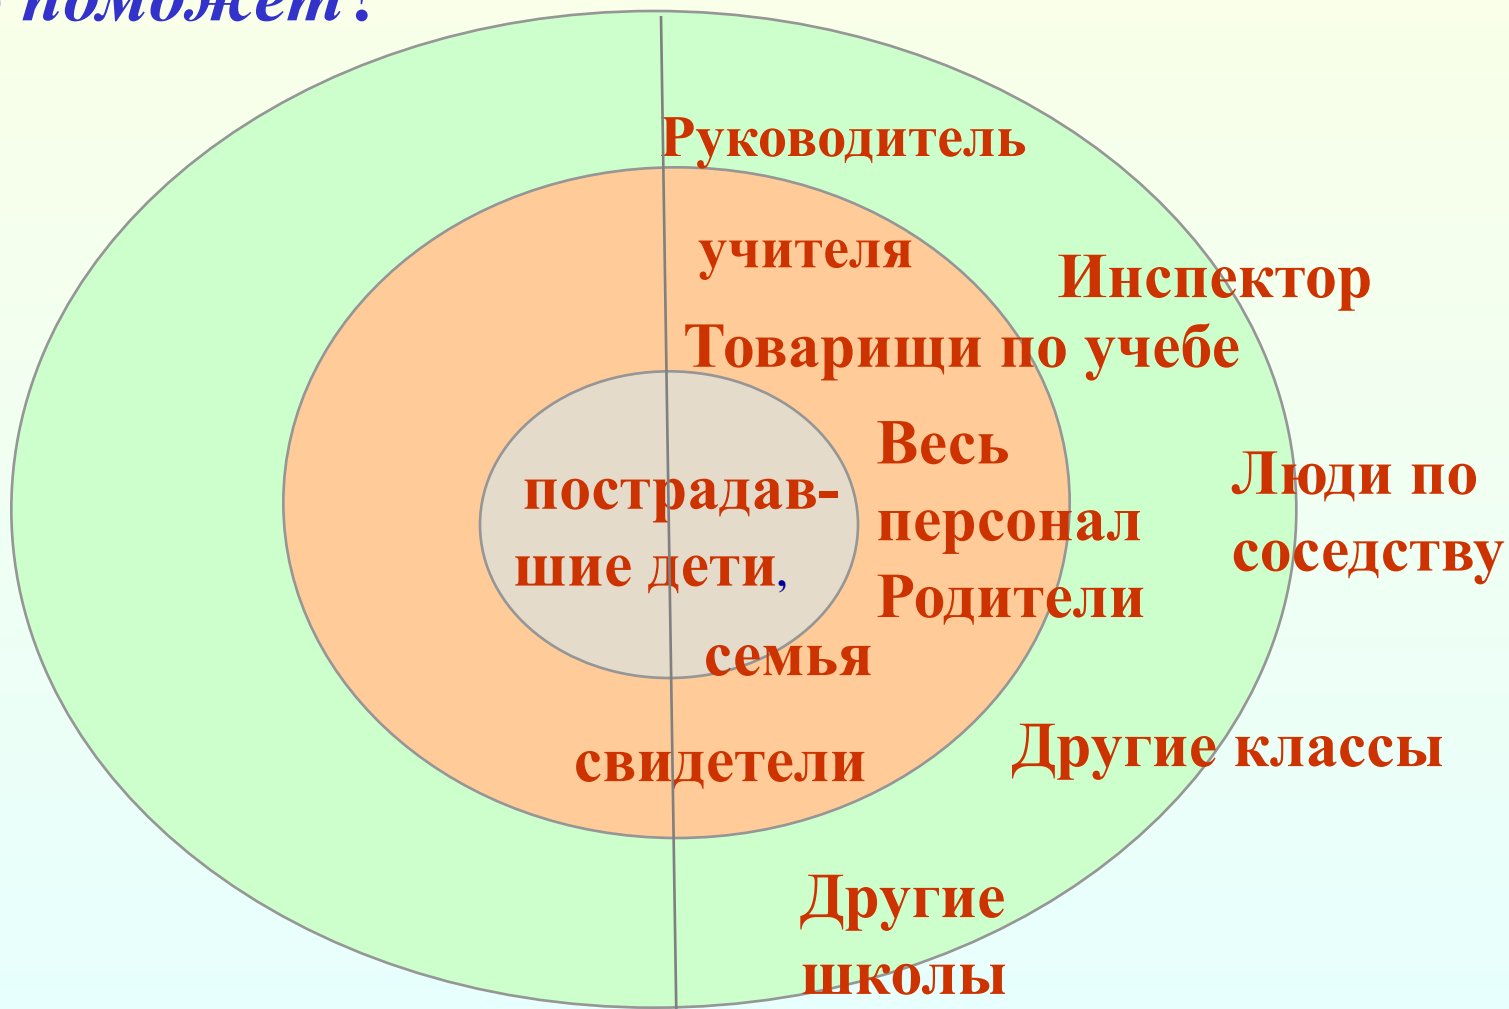 поможет?
Руководитель
учителя
Инспектор
Товарищи по учебе
Весь
персонал
Родители
Люди по
соседству
пострадав-
шие дети,
семья
свидетели
Другие классы
Другие
школы